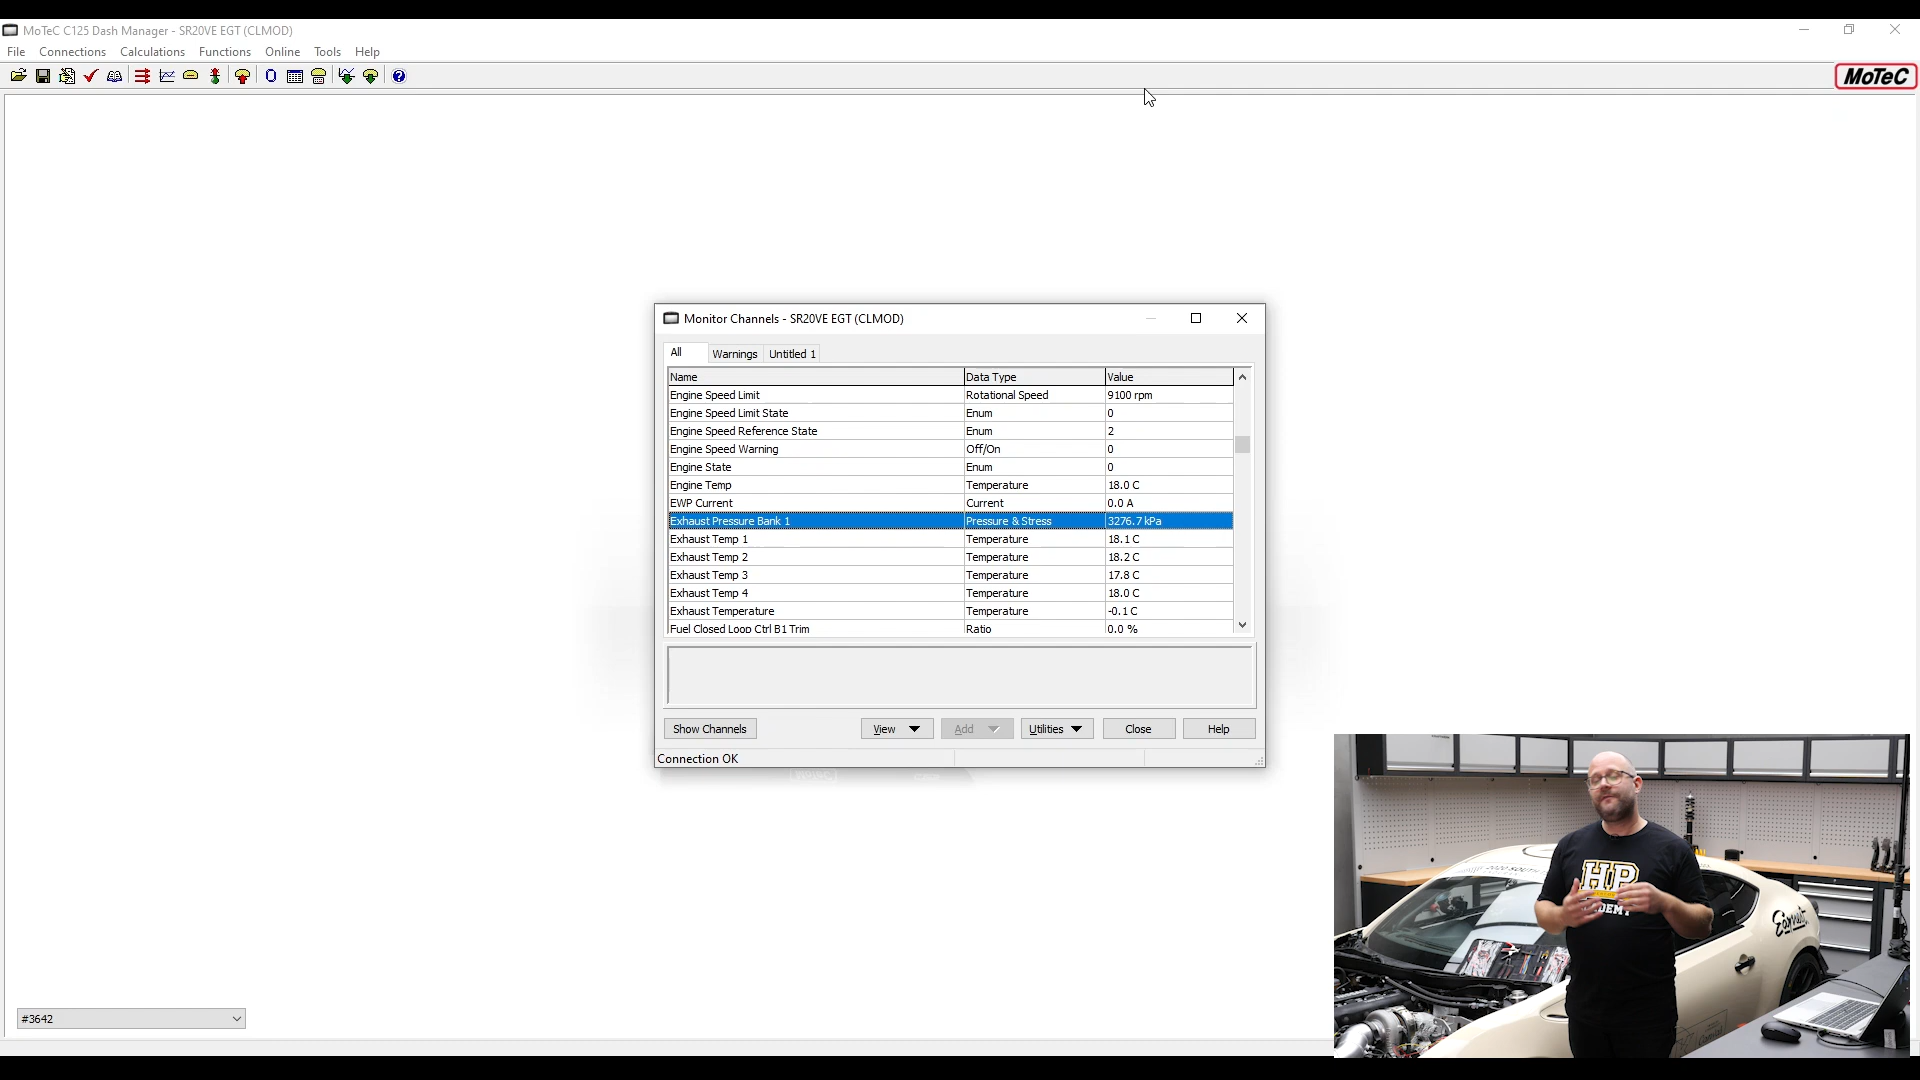 MoTeC C125 Dash Manager - SR20VE EGT (CLMOD)
File Connections Calculations Functions Online Tools Help
MoTeC
Monitor Channels - SR20VE EGT (CLMOD)
All Warnings Untitled 1
Name Data Type Value
Engine Speed Limit Rotational Speed 9100 rpm
Engine Speed Limit State Enum 0
Engine Speed Reference State Enum 2
Engine Speed Warning Off/On 0
Engine State Enum 0
Engine Temp Temperature 18.0 C
EWP Current Current 0.0 A
Exhaust Pressure Bank 1 Pressure & Stress 3276.7 kPa
Exhaust Temp 1 Temperature 18.1 C
Exhaust Temp 2 Temperature 18.2 C
Exhaust Temp 3 Temperature 17.8 C
Exhaust Temp 4 Temperature 18.0 C
Exhaust Temperature Temperature -0.1 C
Fuel Closed Loop Ctrl B1 Trim Ratio 0.0 %
Show Channels View Add Utilities Close Help
Connection OK
HP
#3642